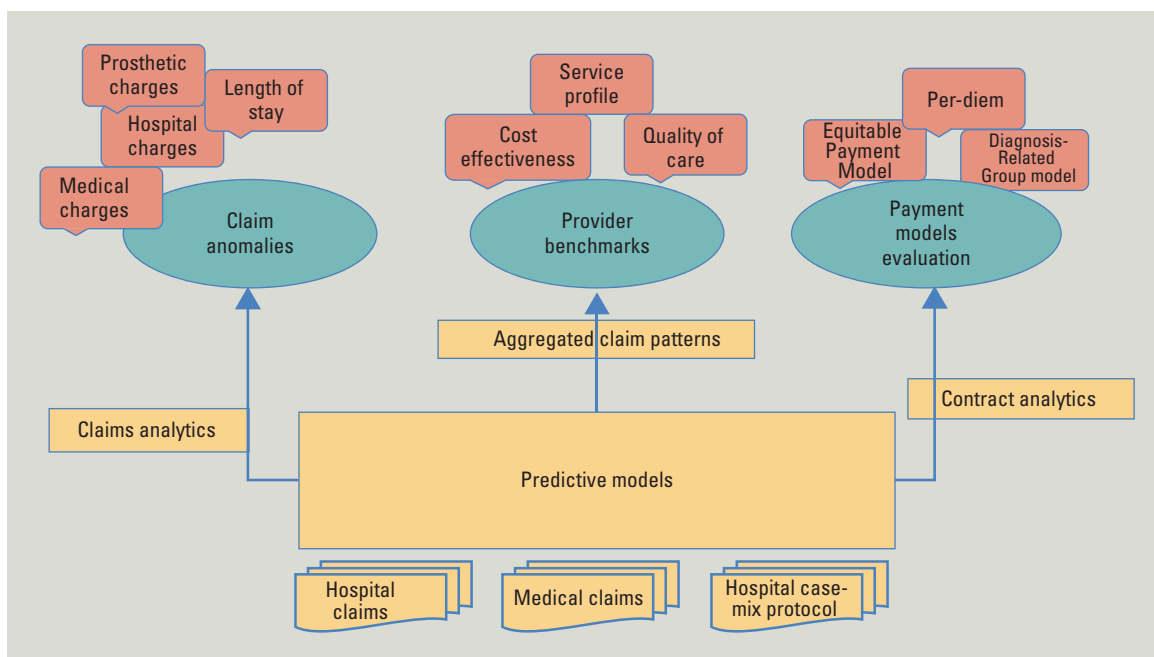 Prosthetic
charges
Length of
stay
Hospital
charges
Medical
charges
Claim
anomalies
Service
profile
Cost
effectiveness
Quality
of care
Provider
benchmarks
Per-diem
Equitable
Payment
Model
Diagnosis-
Related
Group model
Payment
models
evaluation
Aggregated claim patterns
Claims analytics
Contract analytics
Predictive models
Hospital
claims
Medical claims
Hospital case-
mix protocol